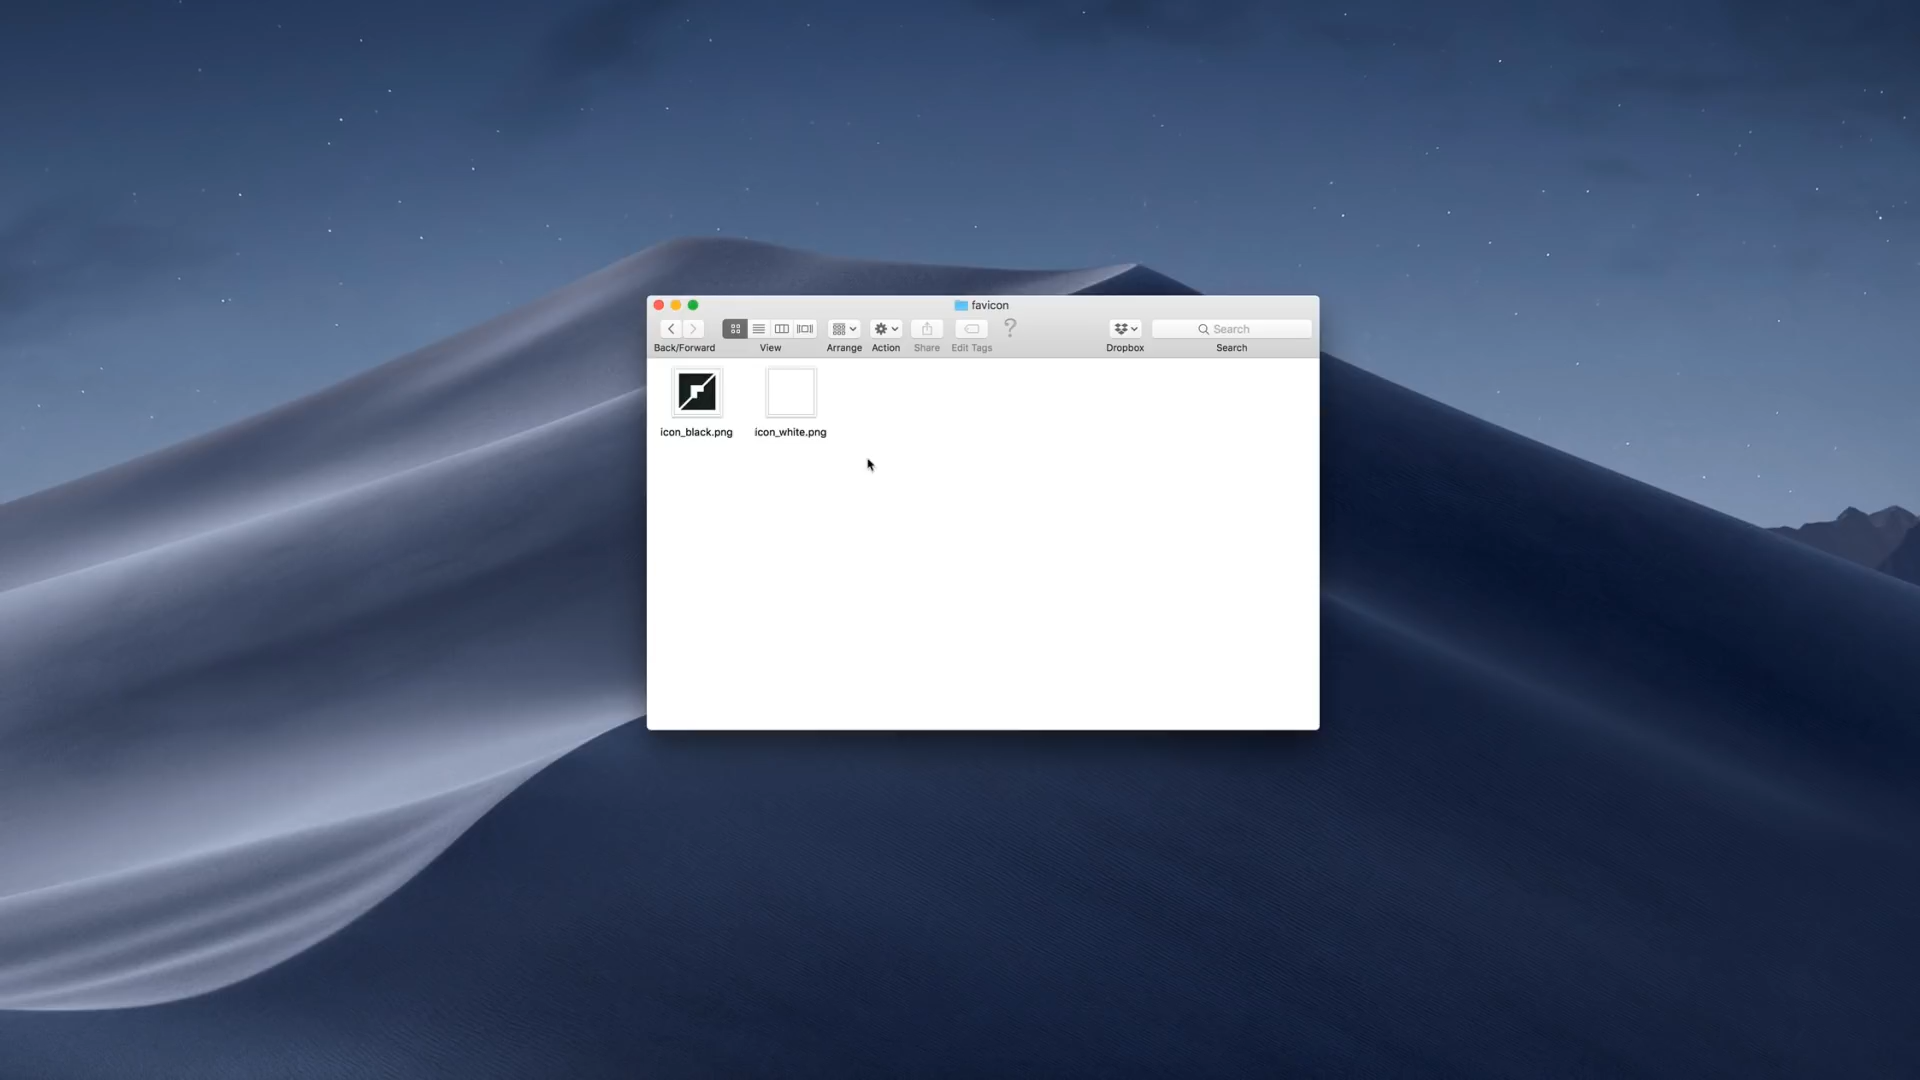 favicon
Search
Back/Forward View Arrange Action Share Edit Tags Dropbox Search
icon_black.png icon_white.png